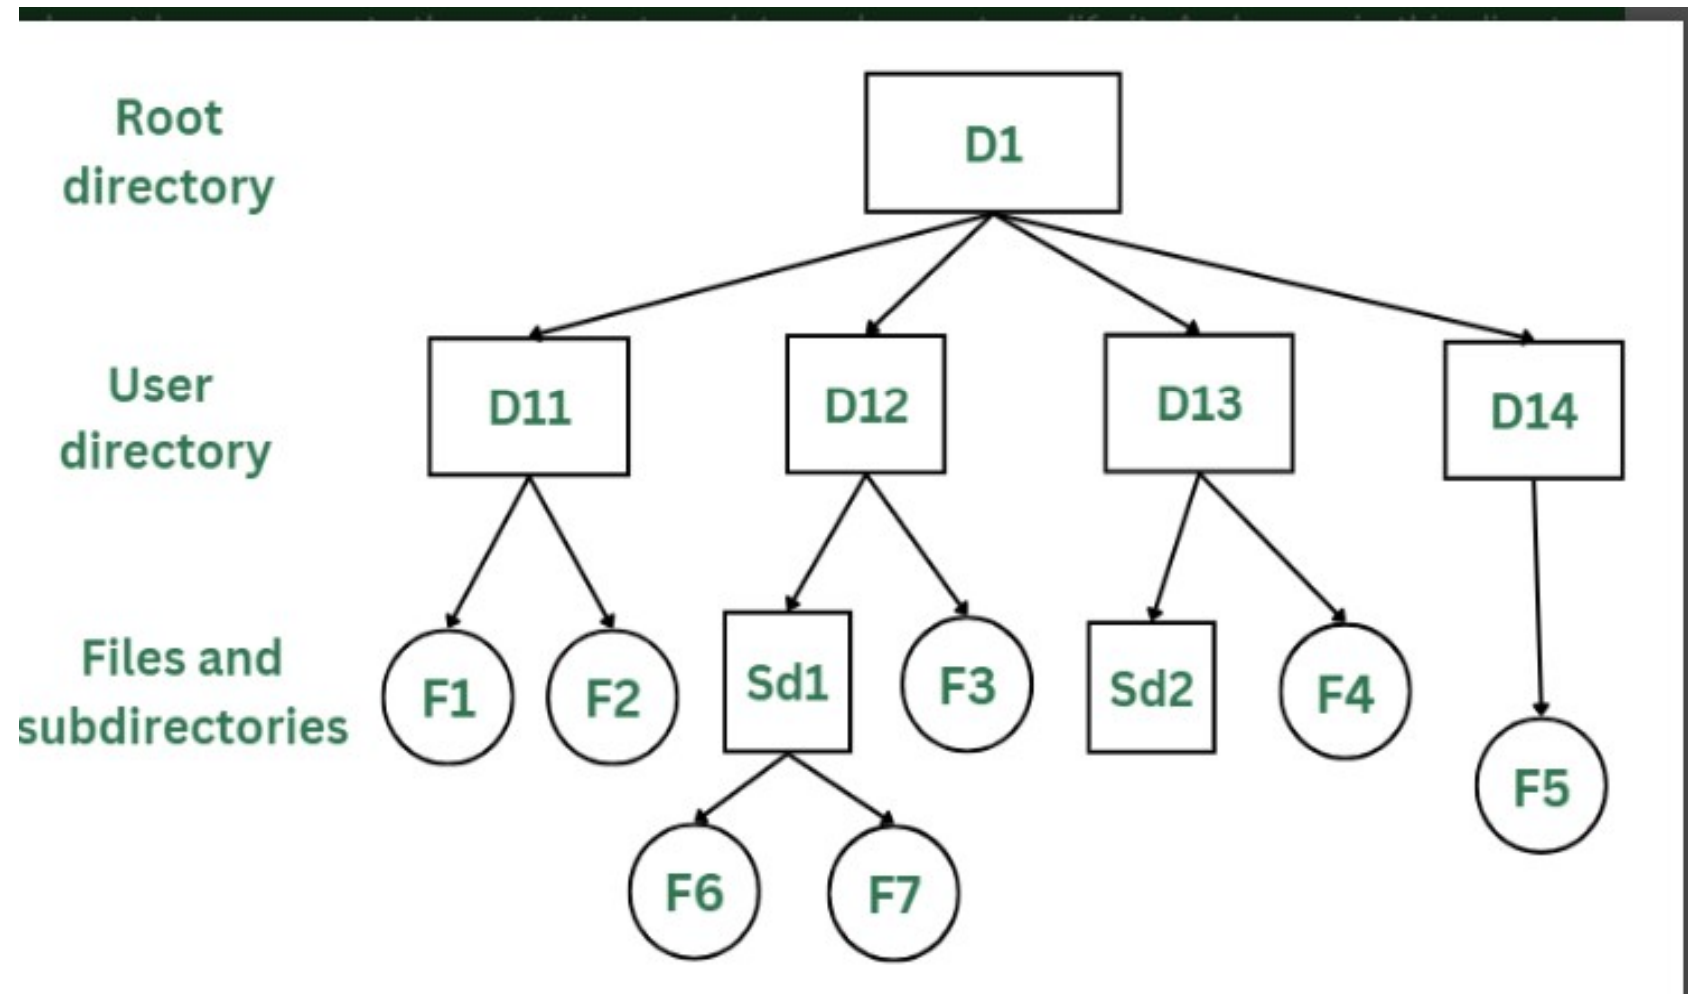 Root
directory
D1
User
directory
D11
D12
D13
D14
Files and
subdirectories
F1
F2
Sd1
F3
Sd2
F4
F5
F6
F7